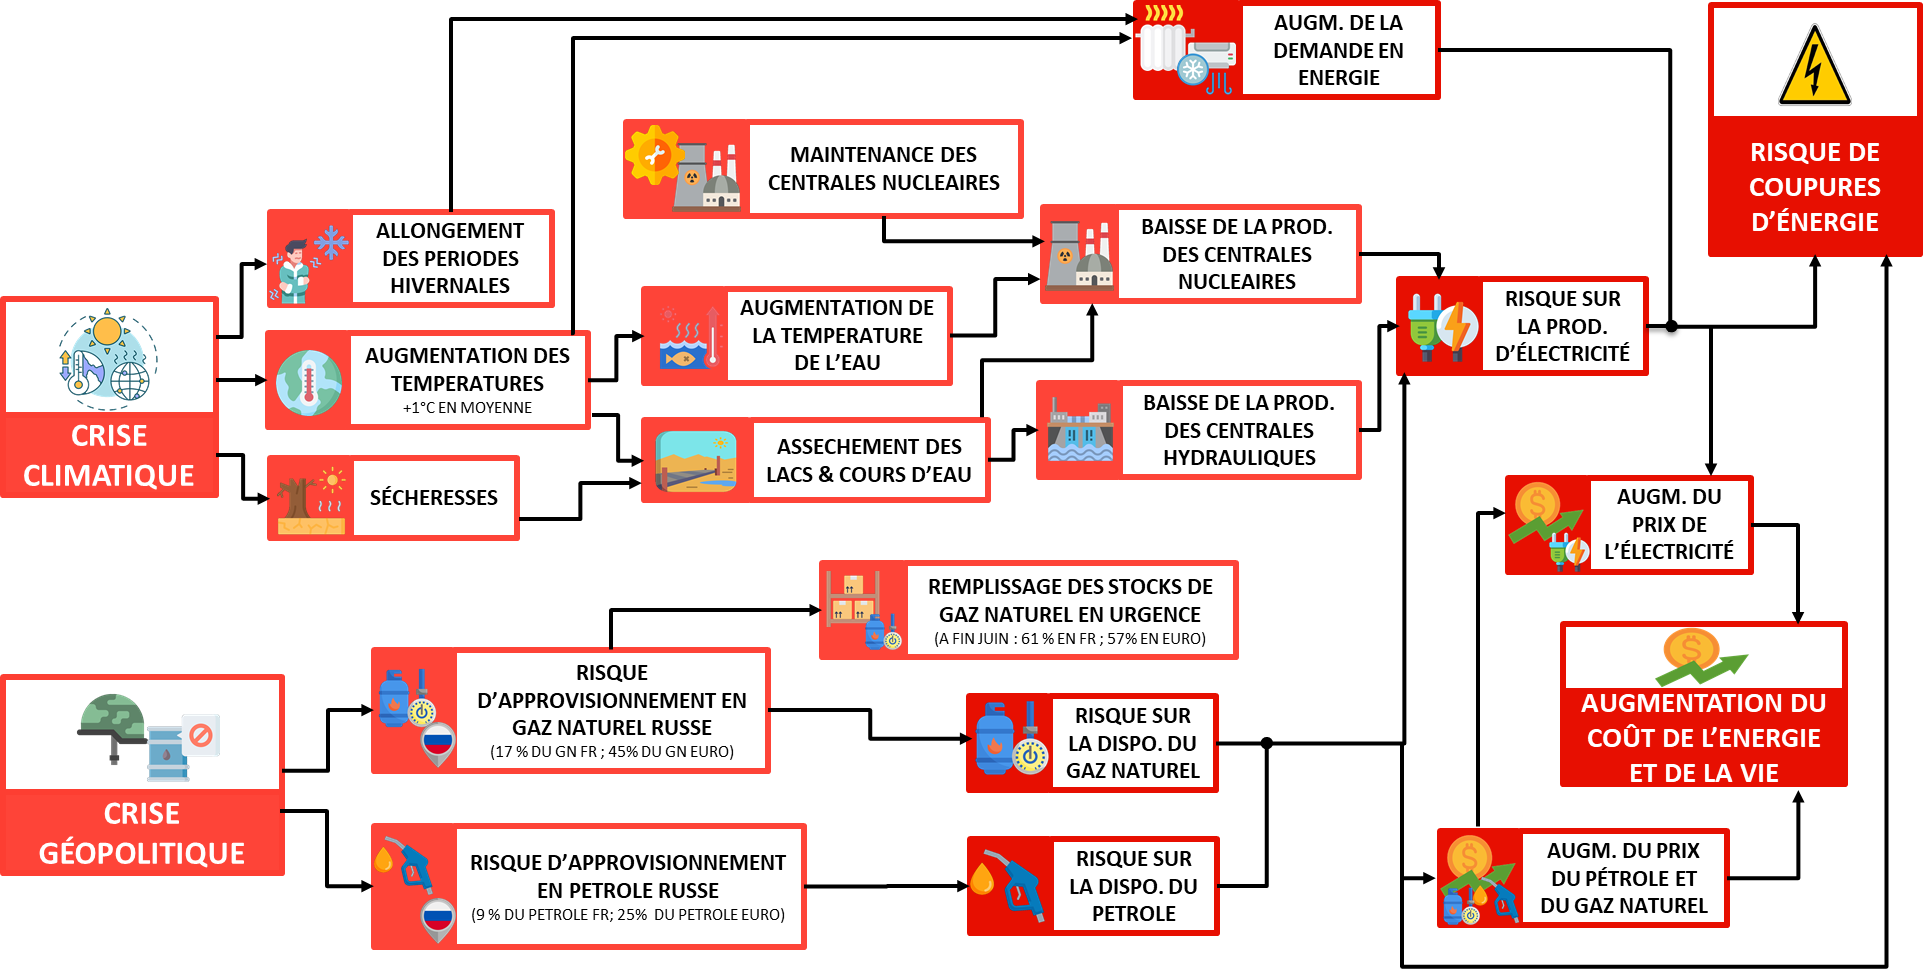 AUGM. DE LA
DEMANDE EN
ENERGIE
RISQUE DE
COUPURES
D’ÉNERGIE
MAINTENANCE DES
CENTRALES NUCLEAIRES
ALLONGEMENT
DES PERIODES
HIVERNALES
BAISSE DE LA PROD.
DES CENTRALES
NUCLEAIRES
AUGMENTATION DE
LA TEMPERATURE
DE L’EAU
RISQUE SUR
LA PROD.
D’ÉLECTRICITÉ
CRISE
CLIMATIQUE
AUGMENTATION DES
TEMPERATURES
+1°C EN MOYENNE
BAISSE DE LA PROD.
DES CENTRALES
HYDRAULIQUES
ASSECHEMENT DES
LACS & COURS D’EAU
SÉCHERESSES
AUGM. DU
PRIX DE
L’ÉLECTRICITÉ
REMPLISSAGE DES STOCKS DE
GAZ NATUREL EN URGENCE
(A FIN JUIN : 61 % EN FR ; 57% EN EURO)
RISQUE
D’APPROVISIONNEMENT EN
GAZ NATUREL RUSSE
(17 % DU GN FR ; 45% DU GN EURO)
RISQUE SUR
LA DISPO. DU
GAZ NATUREL
AUGMENTATION DU
COÛT DE L’ENERGIE
ET DE LA VIE
CRISE
GÉOPOLITIQUE
RISQUE D’APPROVISIONNEMENT
EN PETROLE RUSSE
(9 % DU PETROLE FR; 25% DU PETROLE EURO)
RISQUE SUR
LA DISPO. DU
PETROLE
AUGM. DU PRIX
DU PÉTROLE ET
DU GAZ NATUREL